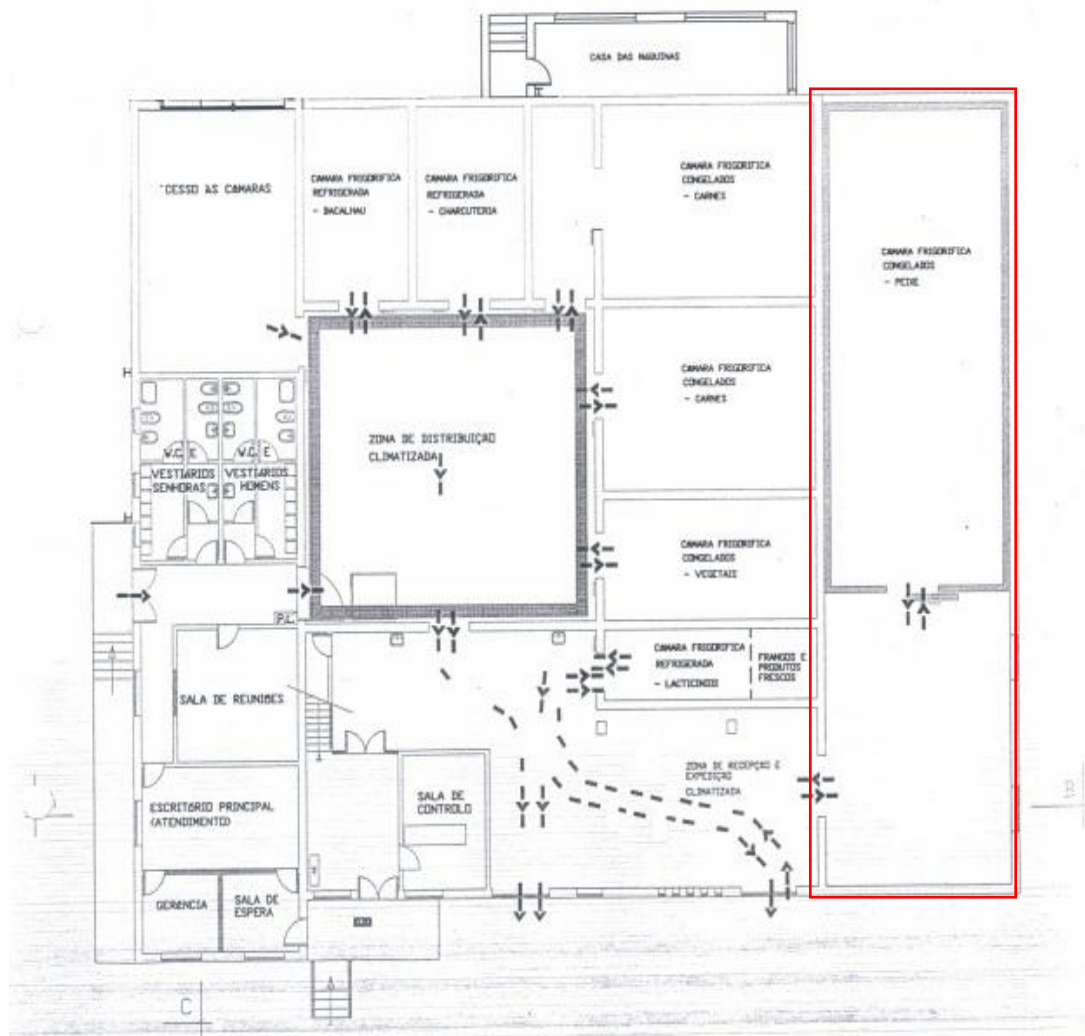 CASA DAS MAQUINAS
CESSO AS CAMARAS
CAMARA FRIGORIFICA
REFRIGERADA
- BACALHAU
CAMARA FRIGORIFICA
REFRIGERADA
- CHARCUTERIA
CAMARA FRIGORIFICA
CONGELADOS
- CARNES
CAMARA FRIGORIFICA
CONGELADOS
- PEIXE
CAMARA FRIGORIFICA
CONGELADOS
- CARNES
ZONA DE DISTRIBUIÇÃO
CLIMATIZADA
W.C. E
VESTIÁRIOS
SENHORAS
W.C. E
VESTIÁRIOS
HOMENS
CAMARA FRIGORIFICA
CONGELADOS
- VEGETAIS
P.L.
CAMARA FRIGORIFICA
REFRIGERADA
- LACTICINIOS
FRANGOS E
PRODUTOS
FRESCOS
SALA DE REUNIÕES
ZONA DE RECEPÇÃO E
EXPEDIÇÃO
CLIMATIZADA
SALA DE
CONTROLO
ESCRITÓRIO PRINCIPAL
(ATENDIMENTO)
GERENCIA
SALA DE
ESPERA
C